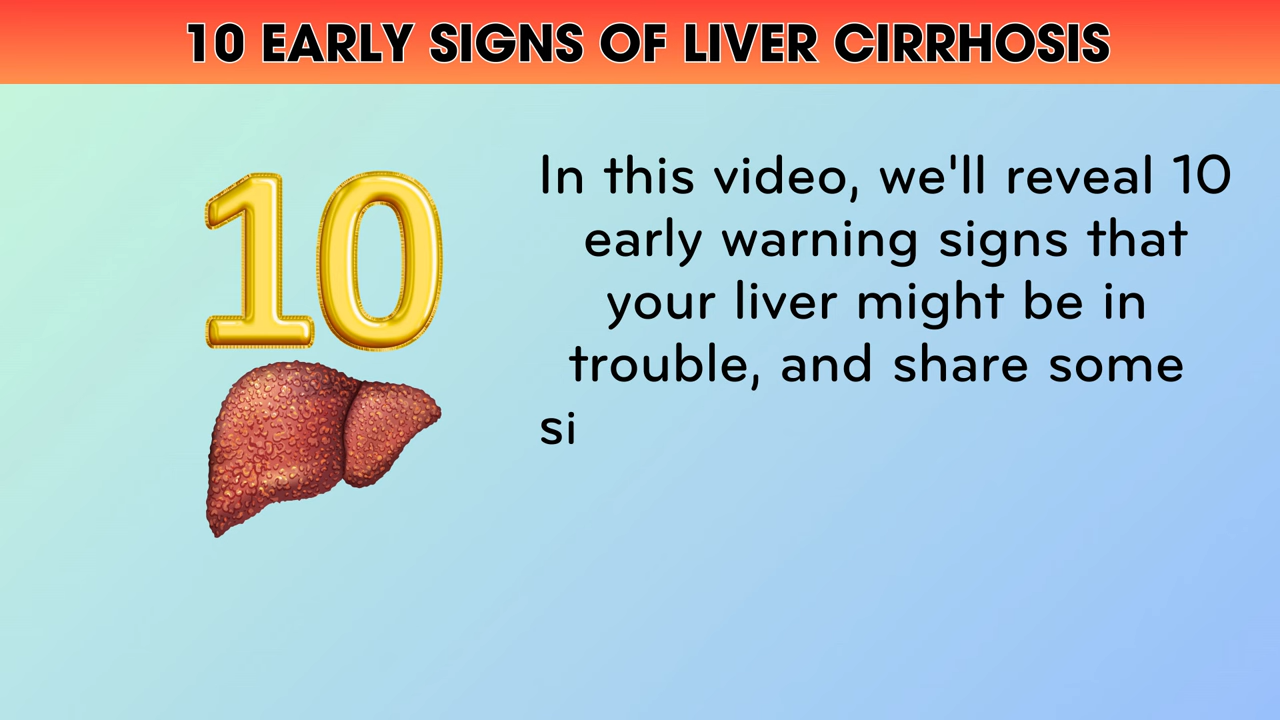 10 EARLY SIGNS OF LIVER CIRRHOSIS
10
In this video, we'll reveal 10
early warning signs that
your liver might be in
trouble, and share some
si